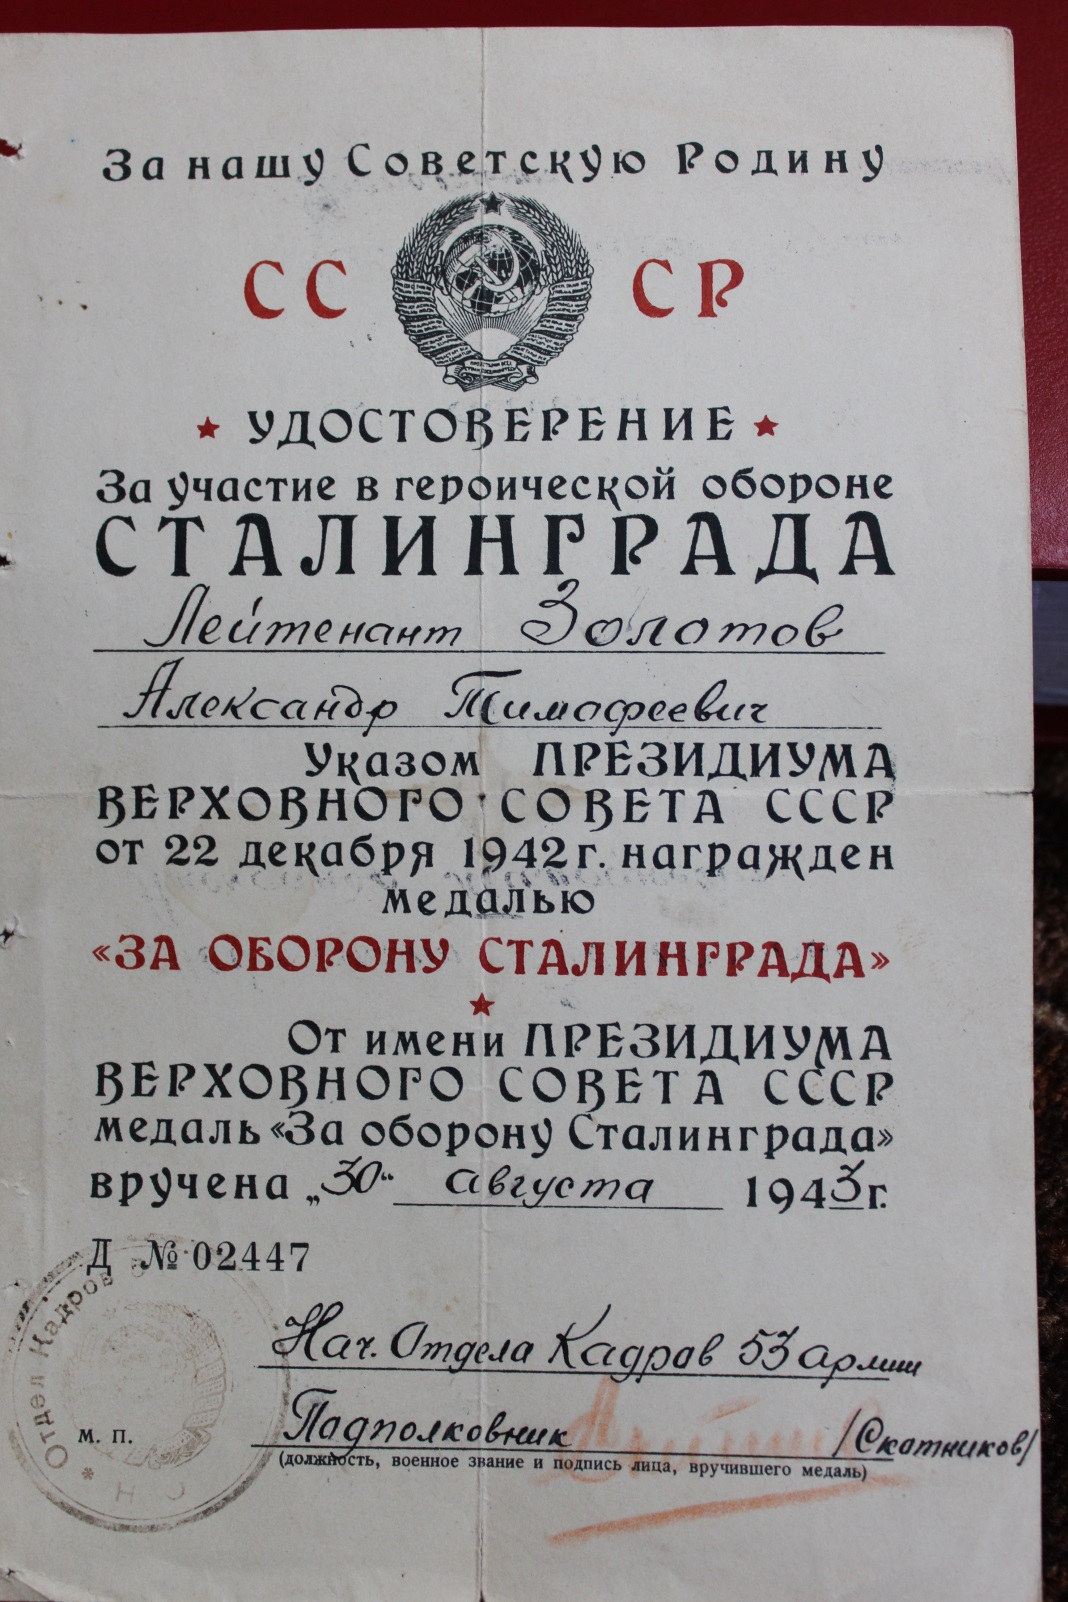 За нашу Советскую Родину
СС СР
УДОСТОВЕРЕНИЕ
За участие в героической обороне
СТАЛИНГРАДА
Лейтенант Золотов
Александр Тимофеевич
Указом ПРЕЗИДИУМА
ВЕРХОВНОГО СОВЕТА СССР
от 22 декабря 1942 г. награжден
медалью
«ЗА ОБОРОНУ СТАЛИНГРАДА»
От имени ПРЕЗИДИУМА
ВЕРХОВНОГО СОВЕТА СССР
медаль «За оборону Сталинграда»
вручена „30“ августа 1943 г.
Д № 02447
Отдел Кадров
Нач. Отдела Кадров 53 армии
м. п. Падполковник /Скатников/
(должность, военное звание и подпись лица, вручившего медаль)